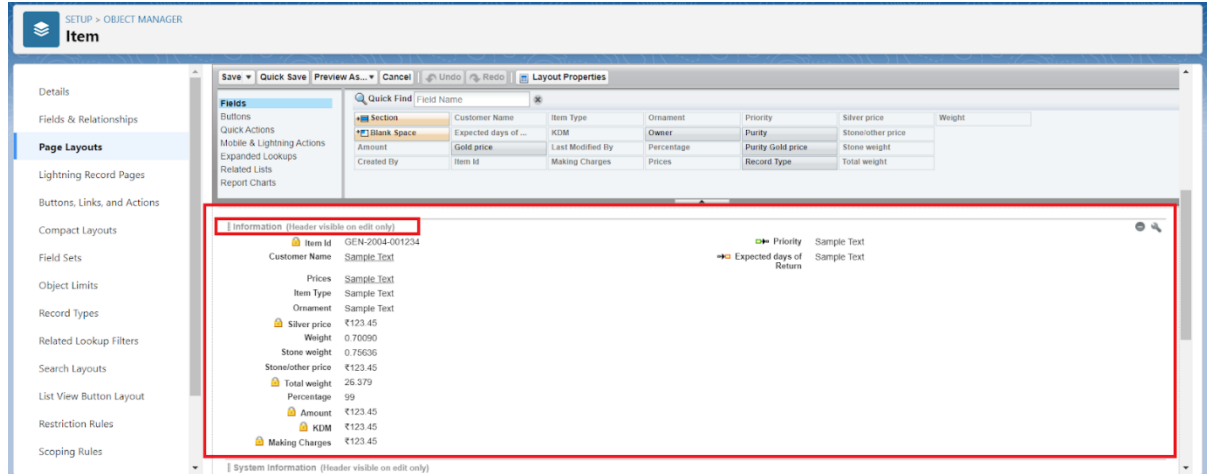 SETUP > OBJECT MANAGER
Item
Details
Fields & Relationships
Page Layouts
Lightning Record Pages
Buttons, Links, and Actions
Compact Layouts
Field Sets
Object Limits
Record Types
Related Lookup Filters
Search Layouts
List View Button Layout
Restriction Rules
Scoping Rules
Save Quick Save Preview As... Cancel Undo Redo Layout Properties
Fields
Buttons
Quick Actions
Mobile & Lightning Actions
Expanded Lookups
Related Lists
Report Charts
Quick Find Field Name
Section Customer Name Item Type Ornament Priority Silver price Weight
Blank Space Expected days of ... KDM Owner Purity Stone/other price
Amount Gold price Last Modified By Percentage Purity Gold price Stone weight
Created By Item Id Making Charges Prices Record Type Total weight
Information (Header visible on edit only)
Item Id GEN-2004-001234
Customer Name Sample Text
Prices Sample Text
Item Type Sample Text
Ornament Sample Text
Silver price ₹123.45
Weight 0.70090
Stone weight 0.75636
Stone/other price ₹123.45
Total weight 26.379
Percentage 99
Amount ₹123.45
KDM ₹123.45
Making Charges ₹123.45
Priority Sample Text
Expected days of Sample Text
Return
System Information (Header visible on edit only)